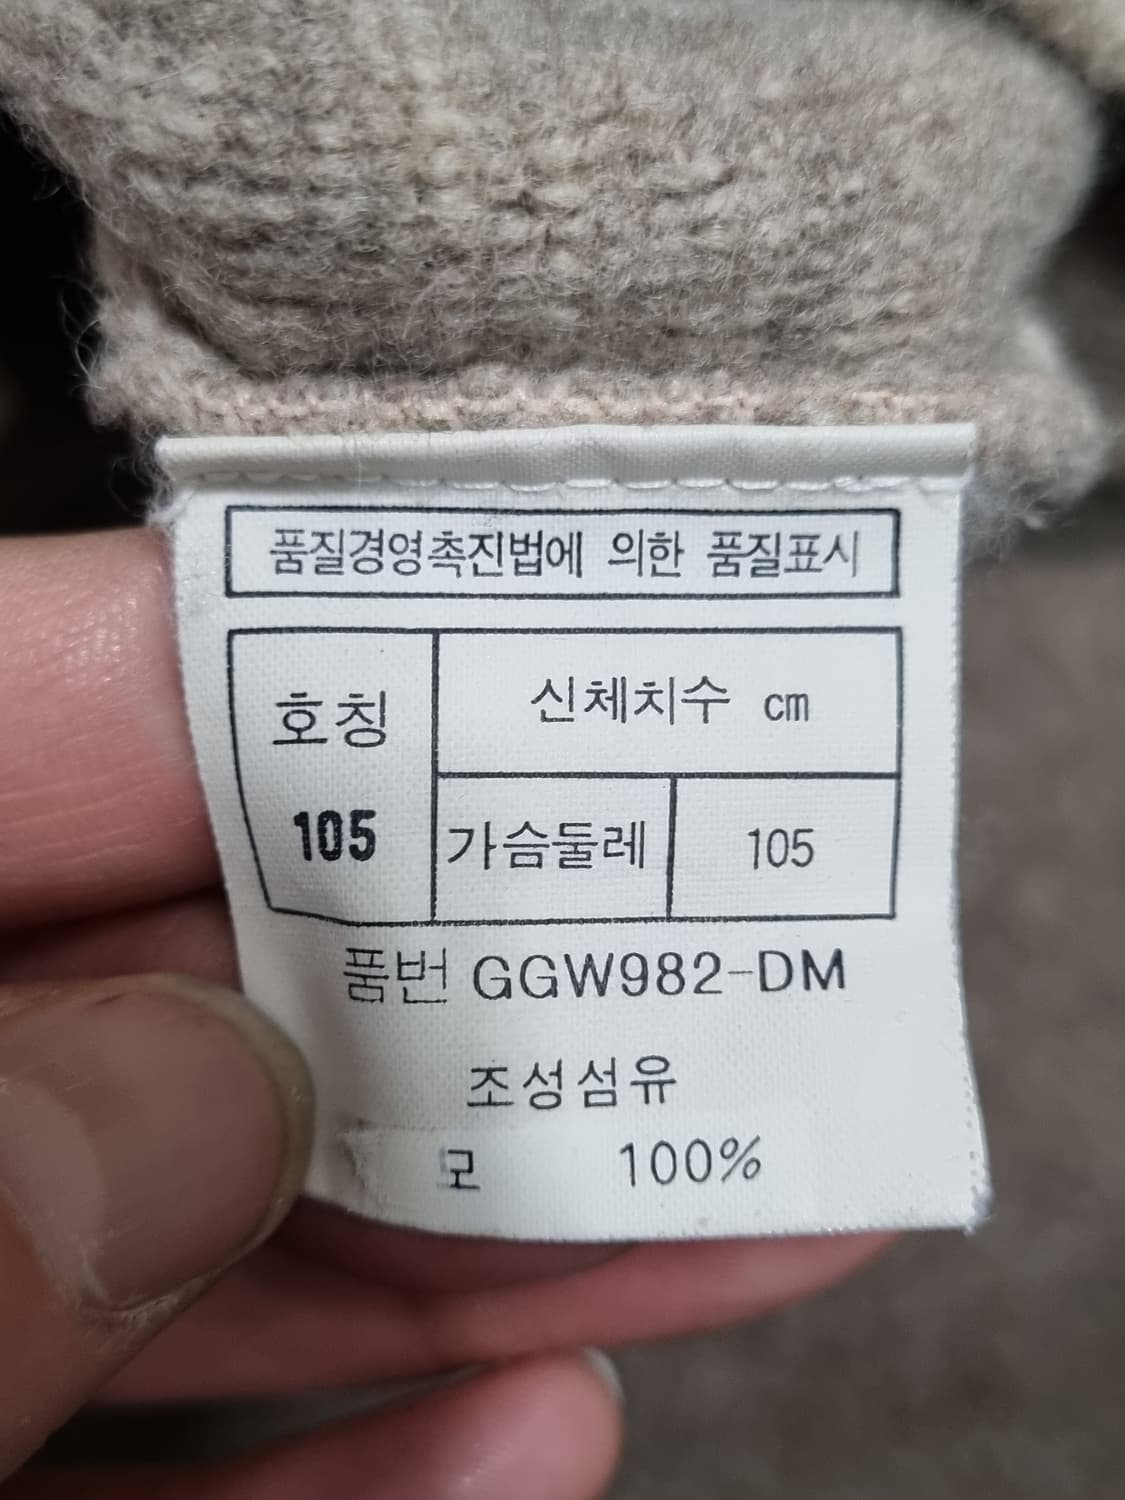 품질경영촉진법에 의한 품질표시
호칭
신체치수 cm
105
가슴둘레 105
품번 GGW982-DM
조성섬유
모 100%